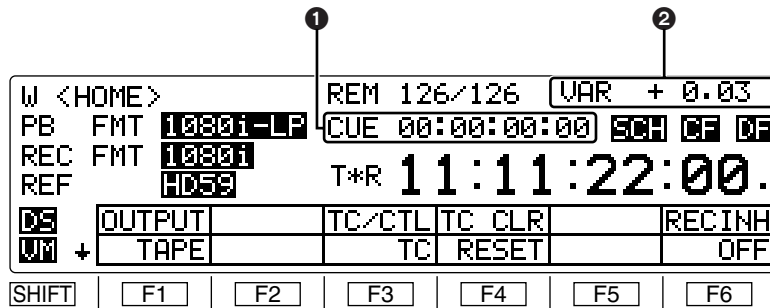 ❶ ❷
W <HOME> REM 126/126 VAR + 0.03
PB FMT 1080i-LP CUE 00:00:00:00 SCH CF DF
REC FMT 1080i
REF HD59 T*R 11:11:22:00.
DS OUTPUT TC/CTL TC CLR RECINH
VM ↓ TAPE TC RESET OFF
SHIFT F1 F2 F3 F4 F5 F6